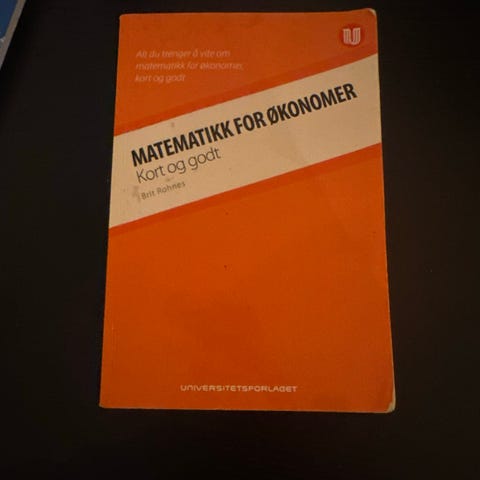 Alt du trenger å vite om
matematikk for økonomer,
kort og godt
MATEMATIKK FOR ØKONOMER
Kort og godt
Brit Rohnes
UNIVERSITETSFORLAGET